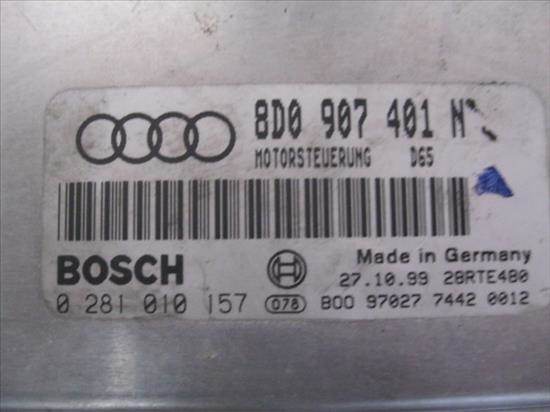 8D0 907 401 N
MOTORSTEUERUNG D65
Made in Germany
BOSCH
27.10.99 28RTE480
0 281 010 157 078 B00 97027 7442 0012